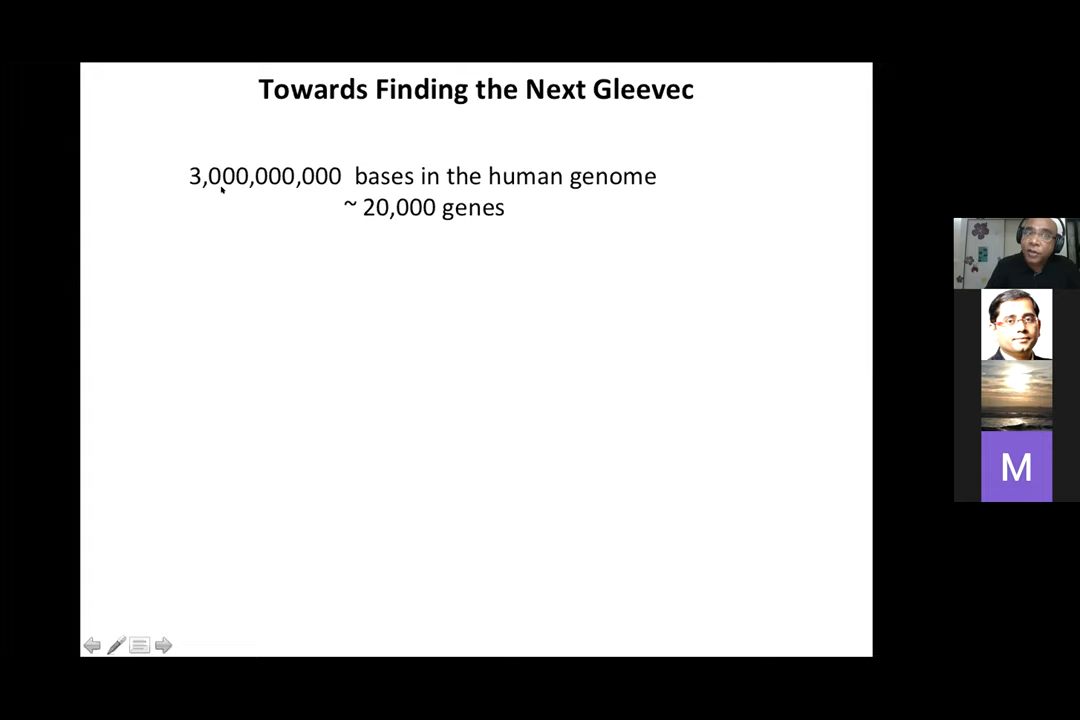 Towards Finding the Next Gleevec
3,000,000,000 bases in the human genome
~ 20,000 genes
M